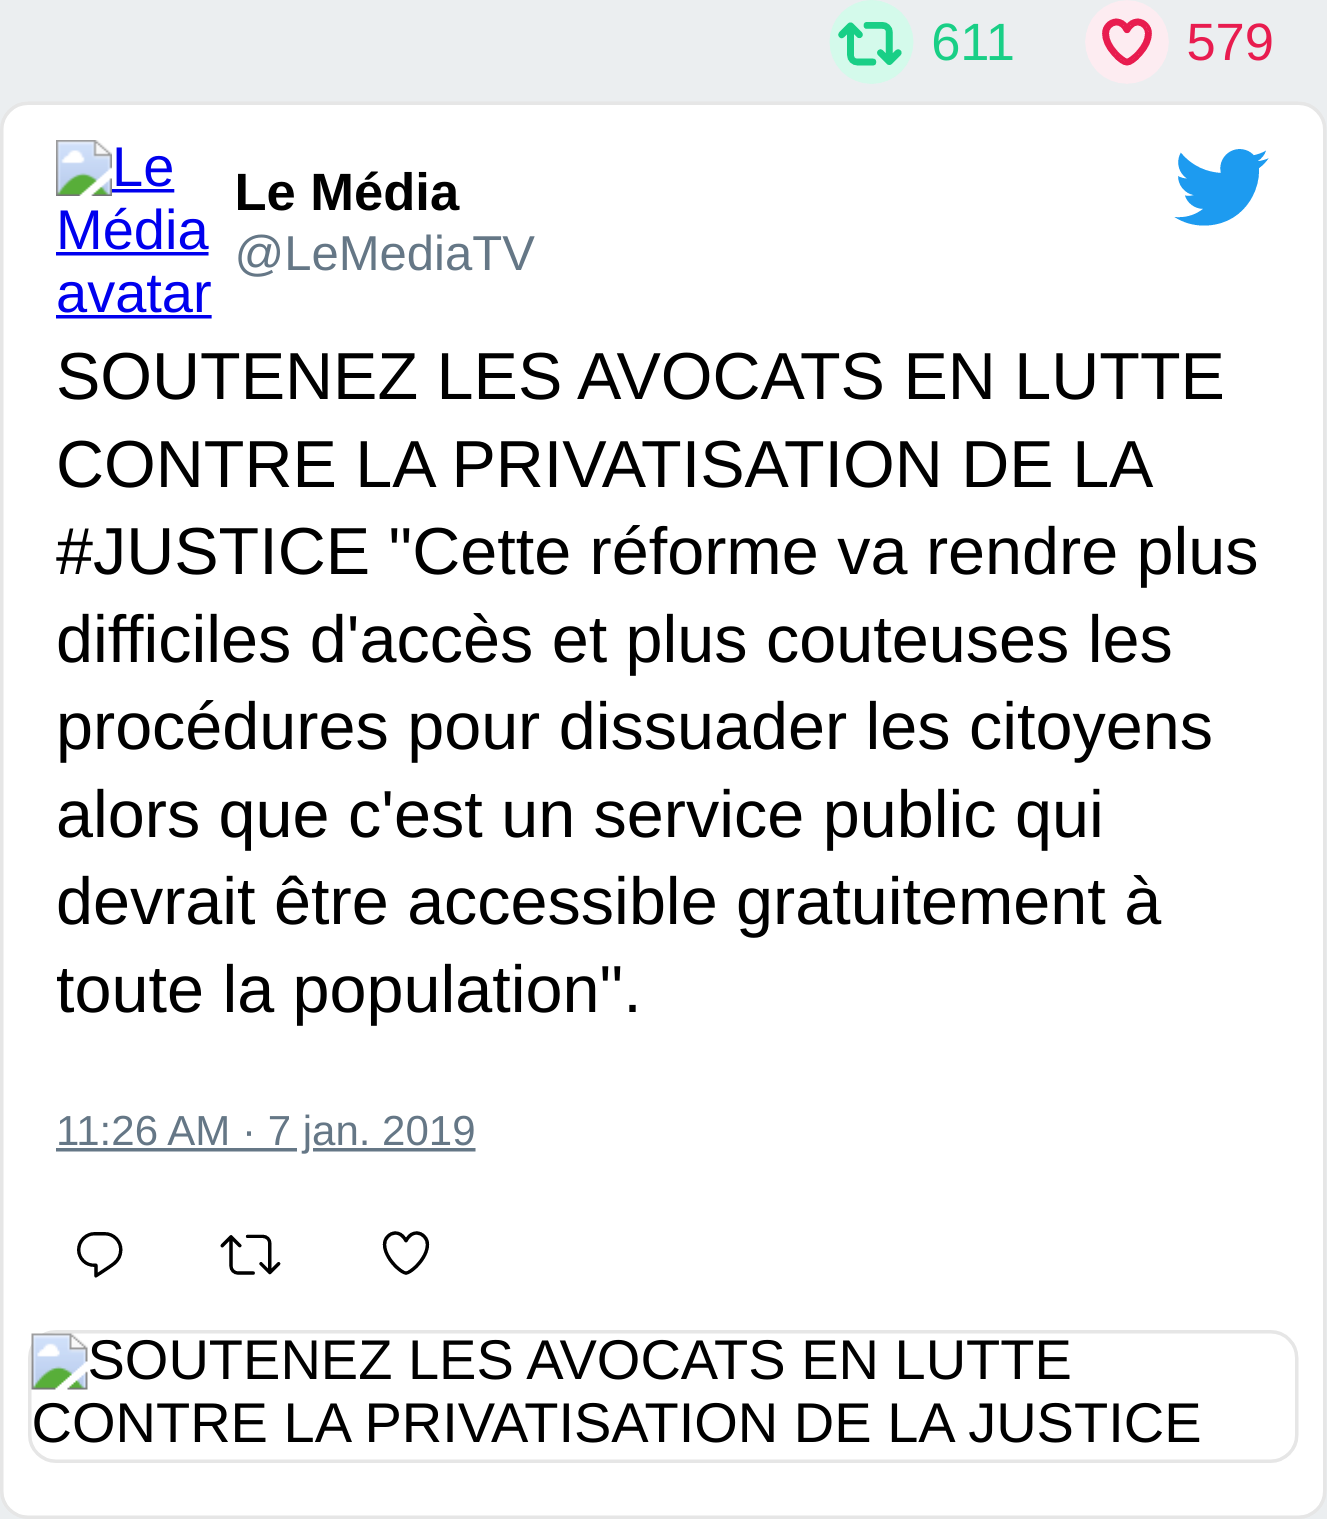 611 579
Le Média avatar
Le Média
@LeMediaTV
SOUTENEZ LES AVOCATS EN LUTTE
CONTRE LA PRIVATISATION DE LA
#JUSTICE "Cette réforme va rendre plus
difficiles d'accès et plus couteuses les
procédures pour dissuader les citoyens
alors que c'est un service public qui
devrait être accessible gratuitement à
toute la population".
11:26 AM · 7 jan. 2019
SOUTENEZ LES AVOCATS EN LUTTE
CONTRE LA PRIVATISATION DE LA JUSTICE